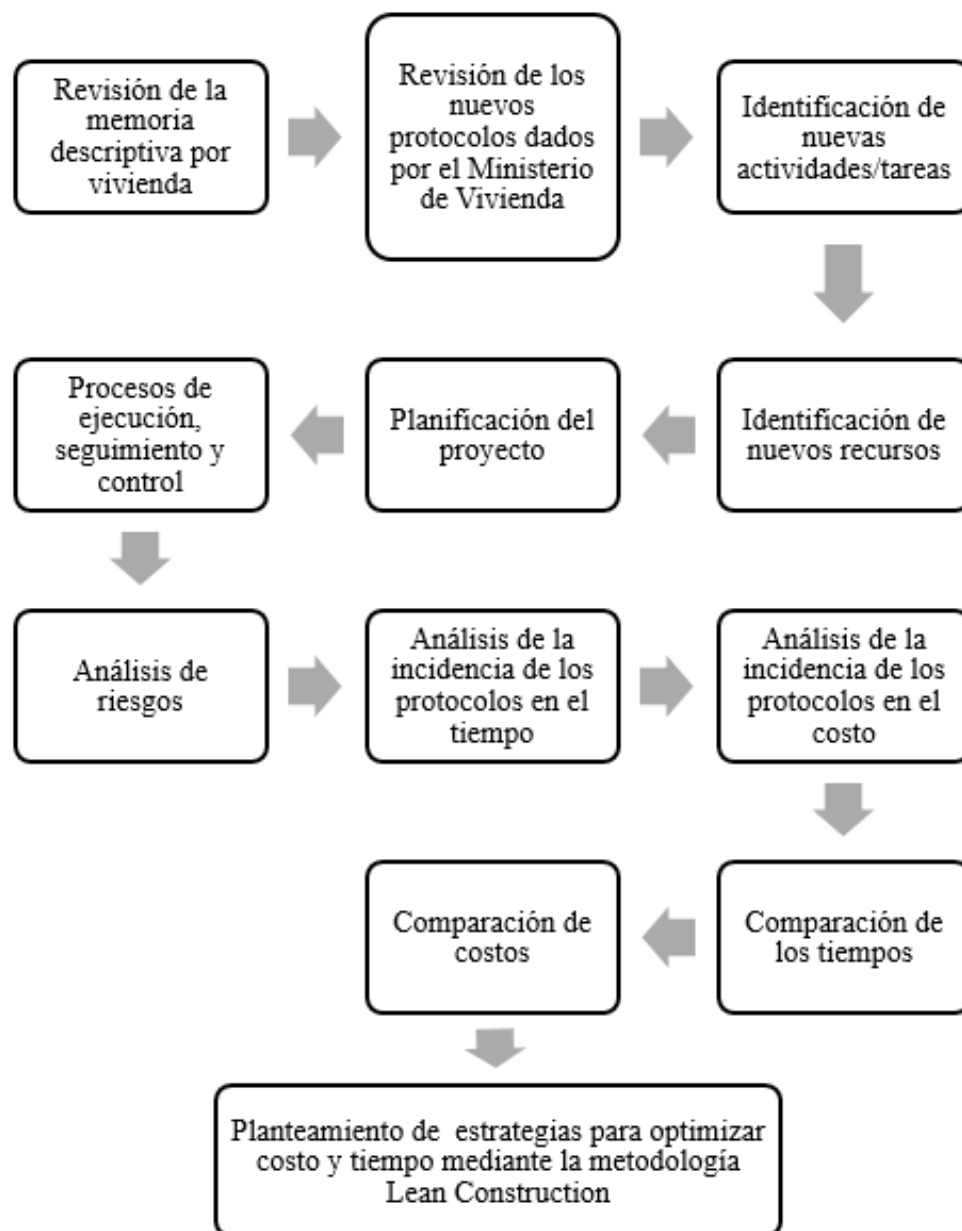 Revisión de la
memoria
descriptiva por
vivienda
Revisión de los
nuevos
protocolos dados
por el Ministerio
de Vivienda
Identificación de
nuevas
actividades/tareas
Identificación de
nuevos recursos
Planificación del
proyecto
Procesos de
ejecución,
seguimiento y
control
Análisis de
riesgos
Análisis de la
incidencia de los
protocolos en el
tiempo
Análisis de la
incidencia de los
protocolos en el
costo
Comparación de
los tiempos
Comparación de
costos
Planteamiento de estrategias para optimizar
costo y tiempo mediante la metodología
Lean Construction